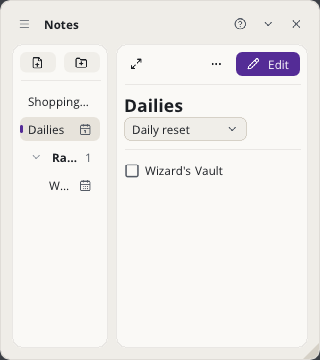 Notes
Shopping...
Dailies
Ra... 1
W...
Edit
Dailies
Daily reset
Wizard's Vault